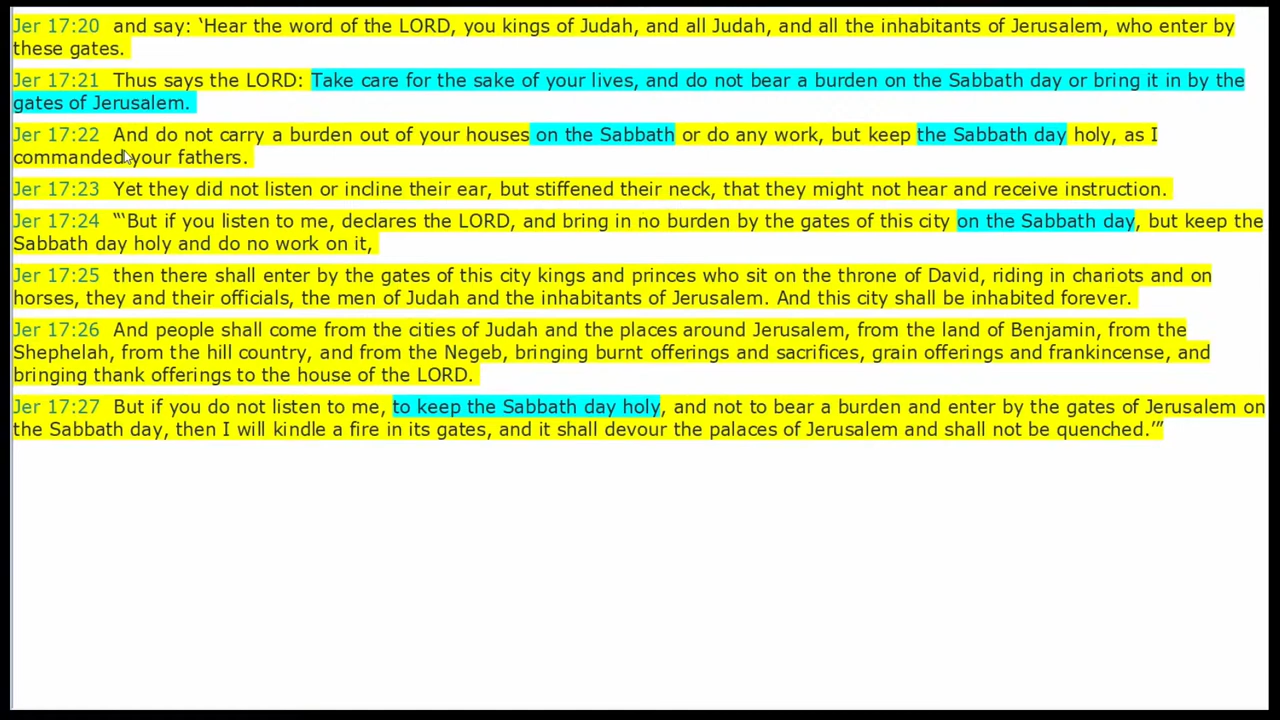 Jer 17:20 and say: ‘Hear the word of the LORD, you kings of Judah, and all Judah, and all the inhabitants of Jerusalem, who enter by
these gates.
Jer 17:21 Thus says the LORD: Take care for the sake of your lives, and do not bear a burden on the Sabbath day or bring it in by the
gates of Jerusalem.
Jer 17:22 And do not carry a burden out of your houses on the Sabbath or do any work, but keep the Sabbath day holy, as I
commanded your fathers.
Jer 17:23 Yet they did not listen or incline their ear, but stiffened their neck, that they might not hear and receive instruction.
Jer 17:24 “‘But if you listen to me, declares the LORD, and bring in no burden by the gates of this city on the Sabbath day, but keep the
Sabbath day holy and do no work on it,
Jer 17:25 then there shall enter by the gates of this city kings and princes who sit on the throne of David, riding in chariots and on
horses, they and their officials, the men of Judah and the inhabitants of Jerusalem. And this city shall be inhabited forever.
Jer 17:26 And people shall come from the cities of Judah and the places around Jerusalem, from the land of Benjamin, from the
Shephelah, from the hill country, and from the Negeb, bringing burnt offerings and sacrifices, grain offerings and frankincense, and
bringing thank offerings to the house of the LORD.
Jer 17:27 But if you do not listen to me, to keep the Sabbath day holy, and not to bear a burden and enter by the gates of Jerusalem on
the Sabbath day, then I will kindle a fire in its gates, and it shall devour the palaces of Jerusalem and shall not be quenched.’”